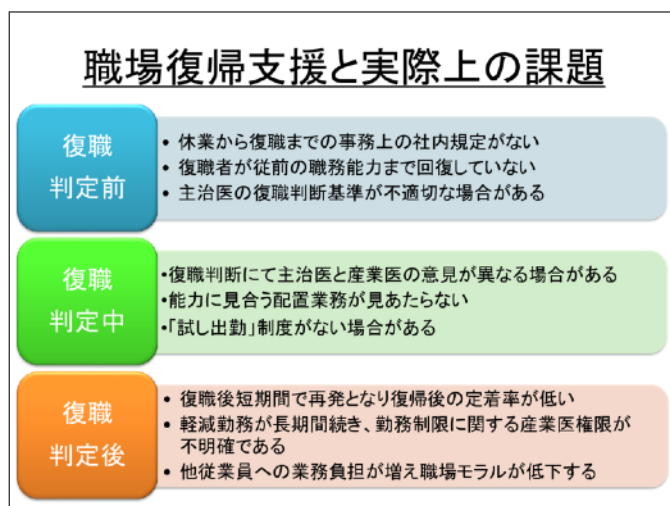 職場復帰支援と実際上の課題
復職
判定前
• 休業から復職までの事務上の社内規定がない
• 復職者が従前の職務能力まで回復していない
• 主治医の復職判断基準が不適切な場合がある
復職
判定中
•復職判断にて主治医と産業医の意見が異なる場合がある
•能力に見合う配置業務が見あたらない
•「試し出勤」制度がない場合がある
復職
判定後
• 復職後短期間で再発となり復帰後の定着率が低い
• 軽減勤務が長期間続き、勤務制限に関する産業医権限が
不明確である
• 他従業員への業務負担が増え職場モラルが低下する